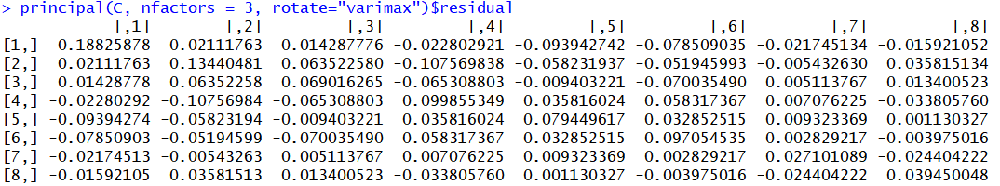 > principal(C, nfactors = 3, rotate="varimax")$residual
            [,1]        [,2]         [,3]         [,4]         [,5]         [,6]         [,7]         [,8]
[1,]  0.18825878  0.02111763  0.014287776 -0.022802921 -0.093942742 -0.078509035 -0.021745134 -0.015921052
[2,]  0.02111763  0.13440481  0.063522580 -0.107569838 -0.058231937 -0.051945993 -0.005432630  0.035815134
[3,]  0.01428778  0.06352258  0.069016265 -0.065308803 -0.009403221 -0.070035490  0.005113767  0.013400523
[4,] -0.02280292 -0.10756984 -0.065308803  0.099855349  0.035816024  0.058317367  0.007076225 -0.033805760
[5,] -0.09394274 -0.05823194 -0.009403221  0.035816024  0.079449617  0.032852515  0.009323369  0.001130327
[6,] -0.07850903 -0.05194599 -0.070035490  0.058317367  0.032852515  0.097054535  0.002829217 -0.003975016
[7,] -0.02174513 -0.00543263  0.005113767  0.007076225  0.009323369  0.002829217  0.027101089 -0.024404222
[8,] -0.01592105  0.03581513  0.013400523 -0.033805760  0.001130327 -0.003975016 -0.024404222  0.039450048